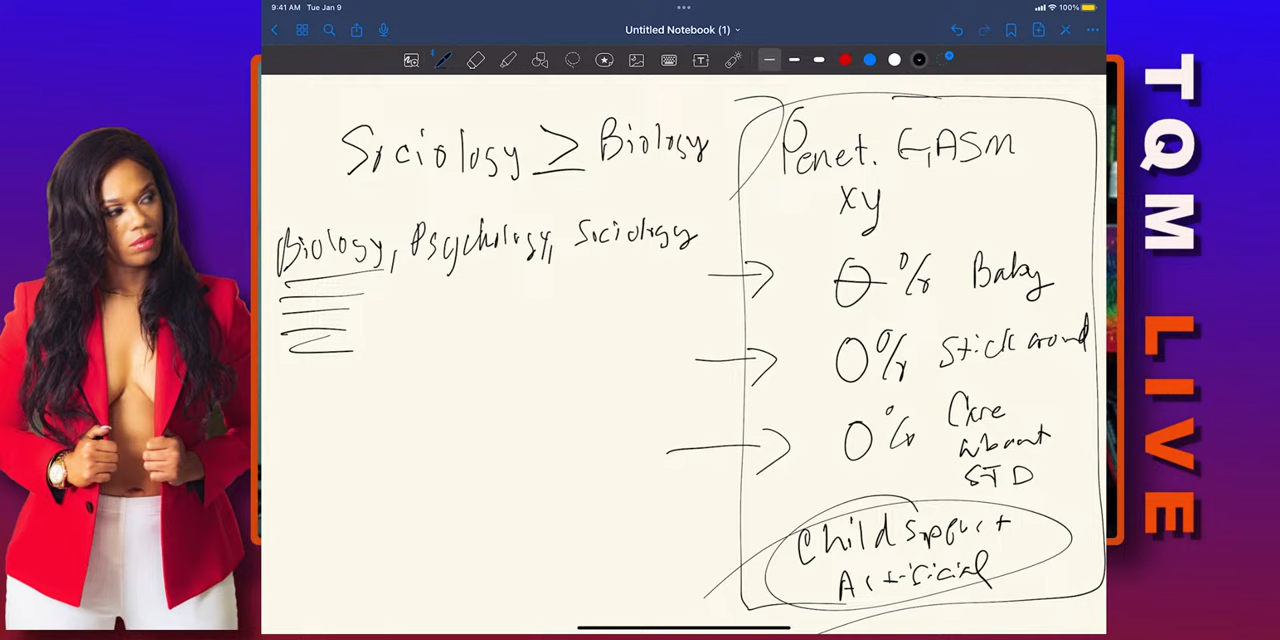 9:41 AM Tue Jan 9
100%
Untitled Notebook (1)
Sociology ≥ Biology
Biology, Psychology, Sociology
Penet. GASM
xy
0% Baby
0% Stick around
0% Care
about
STD
Child Support
Artificial
TQM LIVE